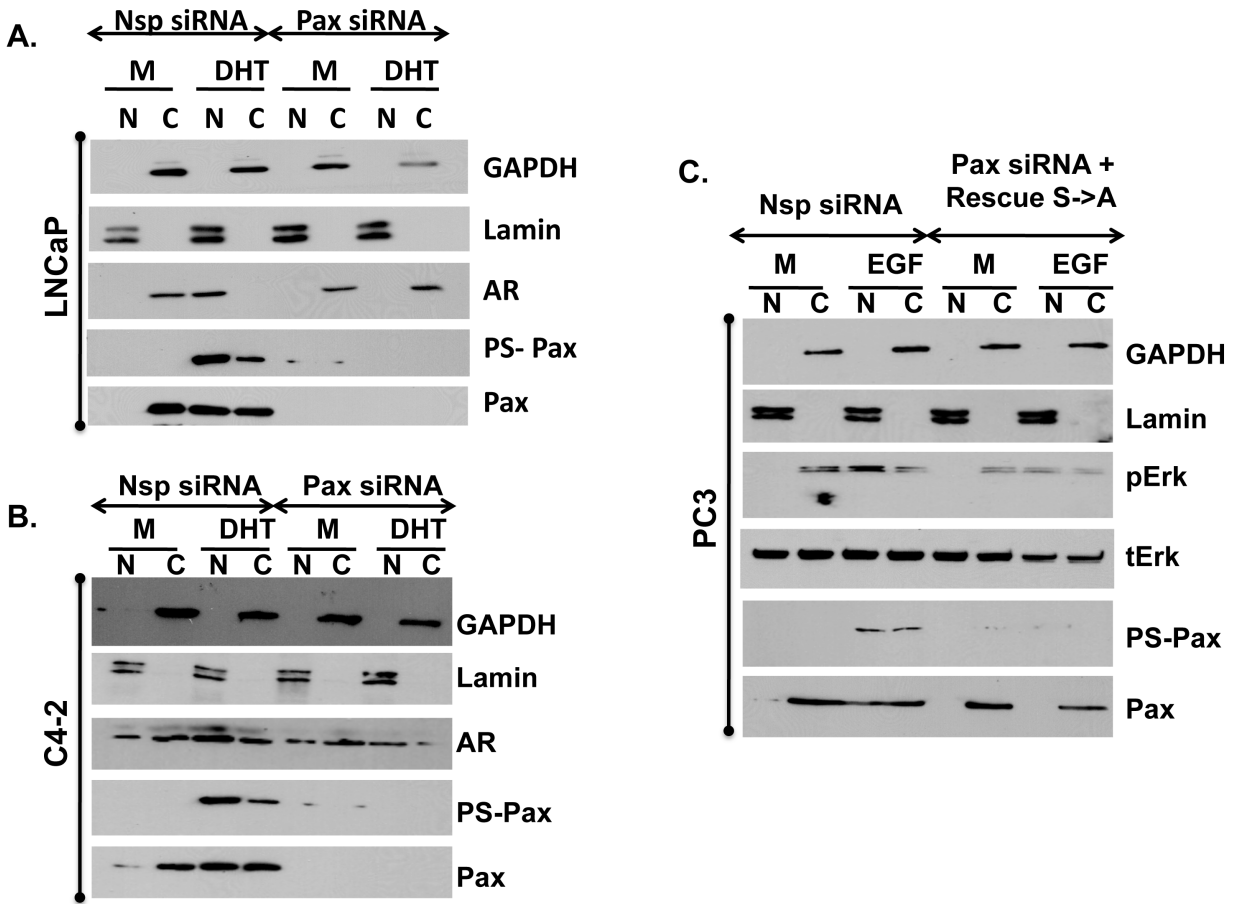 A.
Nsp siRNA Pax siRNA
M DHT M DHT
N C N C N C N C
LNCaP
GAPDH
Lamin
AR
PS- Pax
Pax
B.
Nsp siRNA Pax siRNA
M DHT M DHT
N C N C N C N C
C4-2
GAPDH
Lamin
AR
PS-Pax
Pax
C.
Nsp siRNA
Pax siRNA +
Rescue S->A
M EGF M EGF
N C N C N C N C
PC3
GAPDH
Lamin
pErk
tErk
PS-Pax
Pax